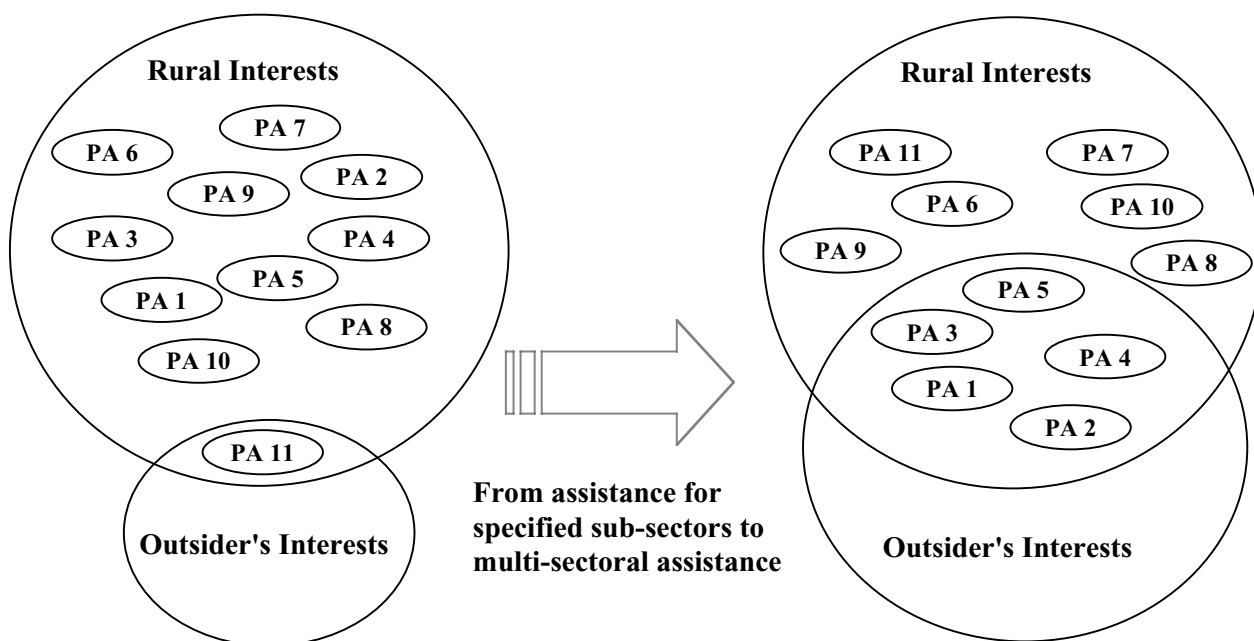 Rural Interests
PA 7
PA 6
PA 2
PA 9
PA 3
PA 4
PA 5
PA 1
PA 8
PA 10
PA 11
Outsider's Interests
From assistance for
specified sub-sectors to
multi-sectoral assistance
Rural Interests
PA 11
PA 7
PA 6
PA 10
PA 9
PA 8
PA 5
PA 3
PA 4
PA 1
PA 2
Outsider's Interests